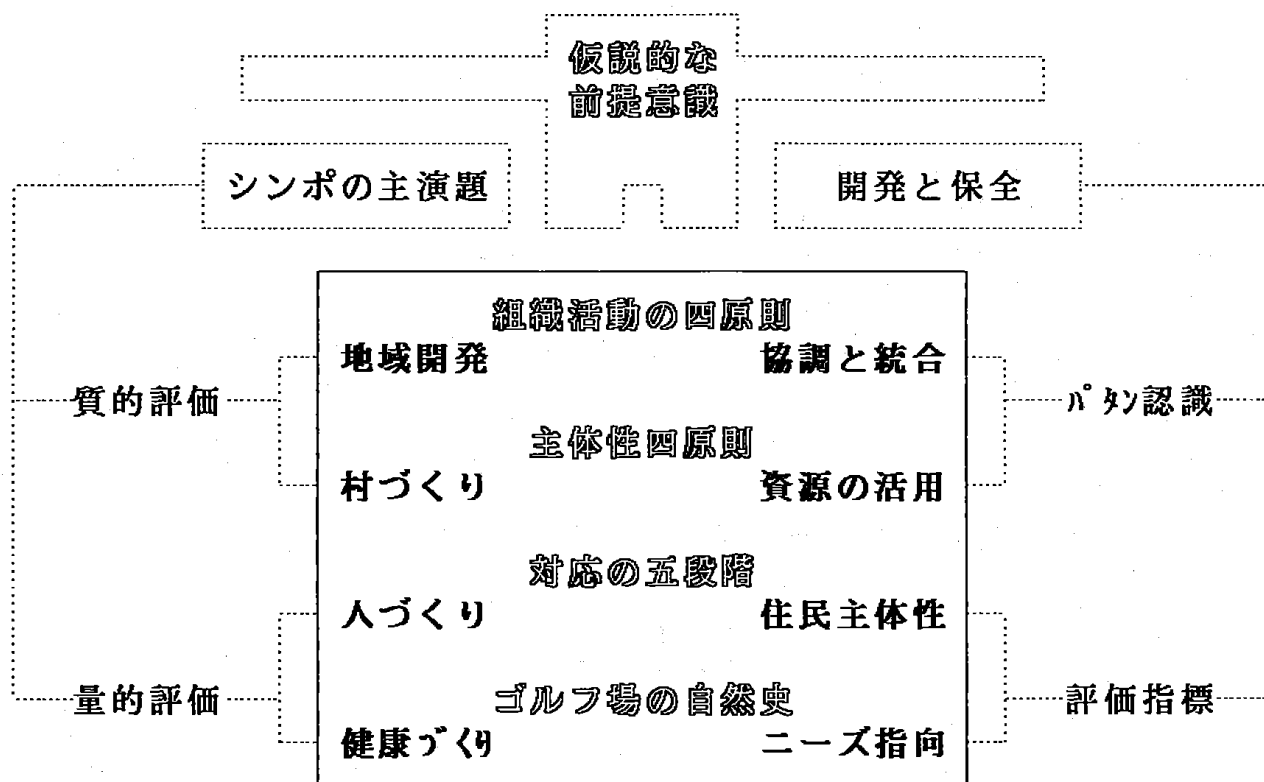 仮説的な
前提意識
シンポの主演題
開発と保全
組織活動の四原則
地域開発
協調と統合
質的評価
パタン認識
主体性四原則
村づくり
資源の活用
対応の五段階
人づくり
住民主体性
量的評価
ゴルフ場の自然史
評価指標
健康づくり
ニーズ指向